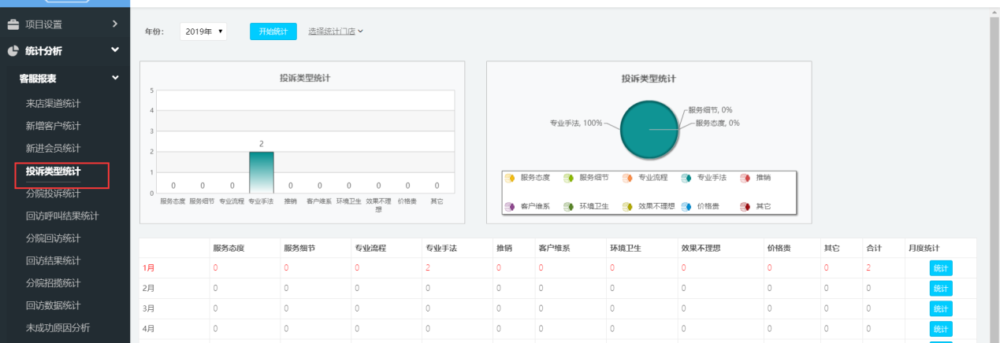 项目设置
统计分析
客服报表
来店渠道统计
新增客户统计
新进会员统计
投诉类型统计
分院投诉统计
回访呼叫结果统计
分院回访统计
回访结果统计
分院招揽统计
回访数据统计
未成功原因分析
年份: 2019年 开始统计 选择统计门店
投诉类型统计
5
4
3
2
1
0
0 0 0 2 0 0 0 0 0 0
服务态度 服务细节 专业流程 专业手法 推销 客户维系 环境卫生 效果不理想 价格贵 其它
投诉类型统计
服务细节, 0%
专业手法, 100%
服务态度, 0%
服务态度 服务细节 专业流程 专业手法 推销
客户维系 环境卫生 效果不理想 价格贵 其它
服务态度 服务细节 专业流程 专业手法 推销 客户维系 环境卫生 效果不理想 价格贵 其它 合计 月度统计
1月 0 0 0 2 0 0 0 0 0 0 2 统计
2月 0 0 0 0 0 0 0 0 0 0 0 统计
3月 0 0 0 0 0 0 0 0 0 0 0 统计
4月 0 0 0 0 0 0 0 0 0 0 0 统计